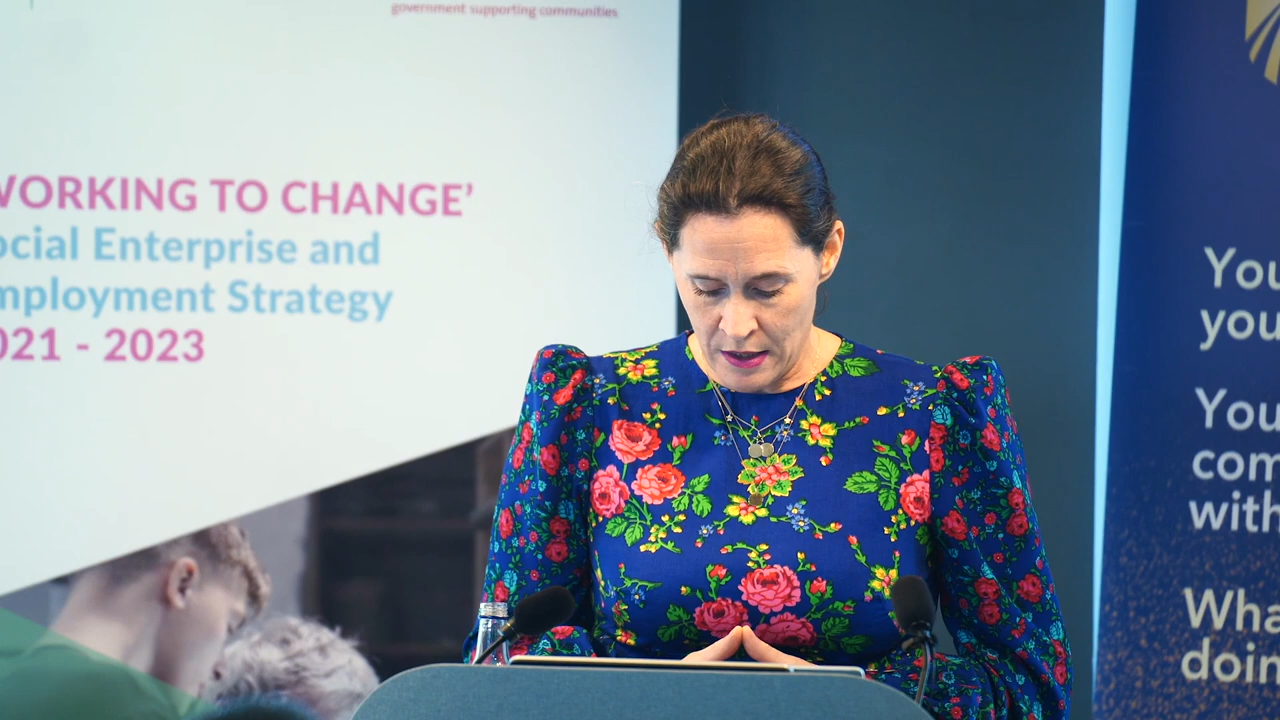 government supporting communities
WORKING TO CHANGE’
ocial Enterprise and
mployment Strategy
021 - 2023
You
you
You
com
with
Wha
doin